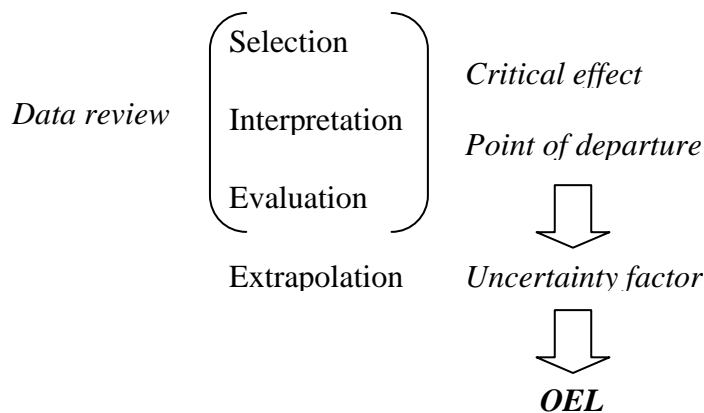 Selection
Critical effect
Data review
Interpretation
Point of departure
Evaluation
Extrapolation
Uncertainty factor
OEL